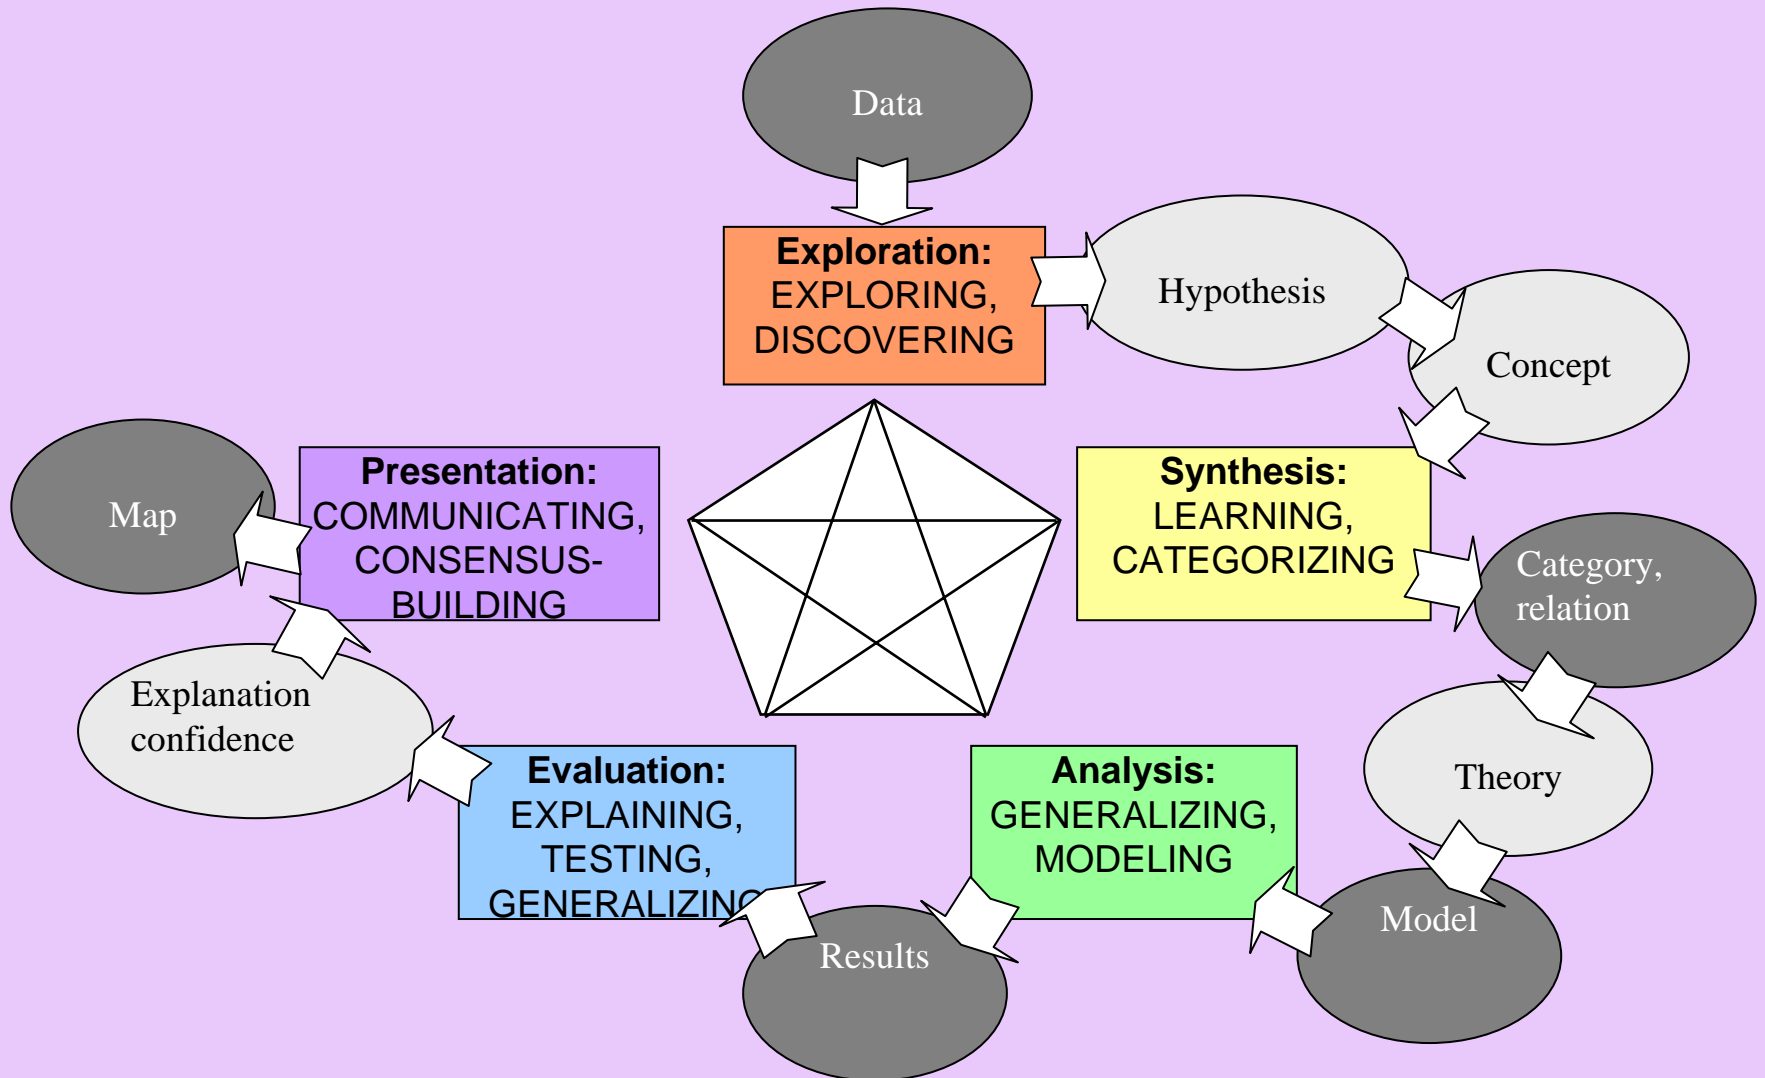 Data
Exploration:
EXPLORING,
DISCOVERING
Hypothesis
Concept
Synthesis:
LEARNING,
CATEGORIZING
Category,
relation
Theory
Model
Analysis:
GENERALIZING,
MODELING
Results
Evaluation:
EXPLAINING,
TESTING,
GENERALIZING
Explanation
confidence
Presentation:
COMMUNICATING,
CONSENSUS-
BUILDING
Map